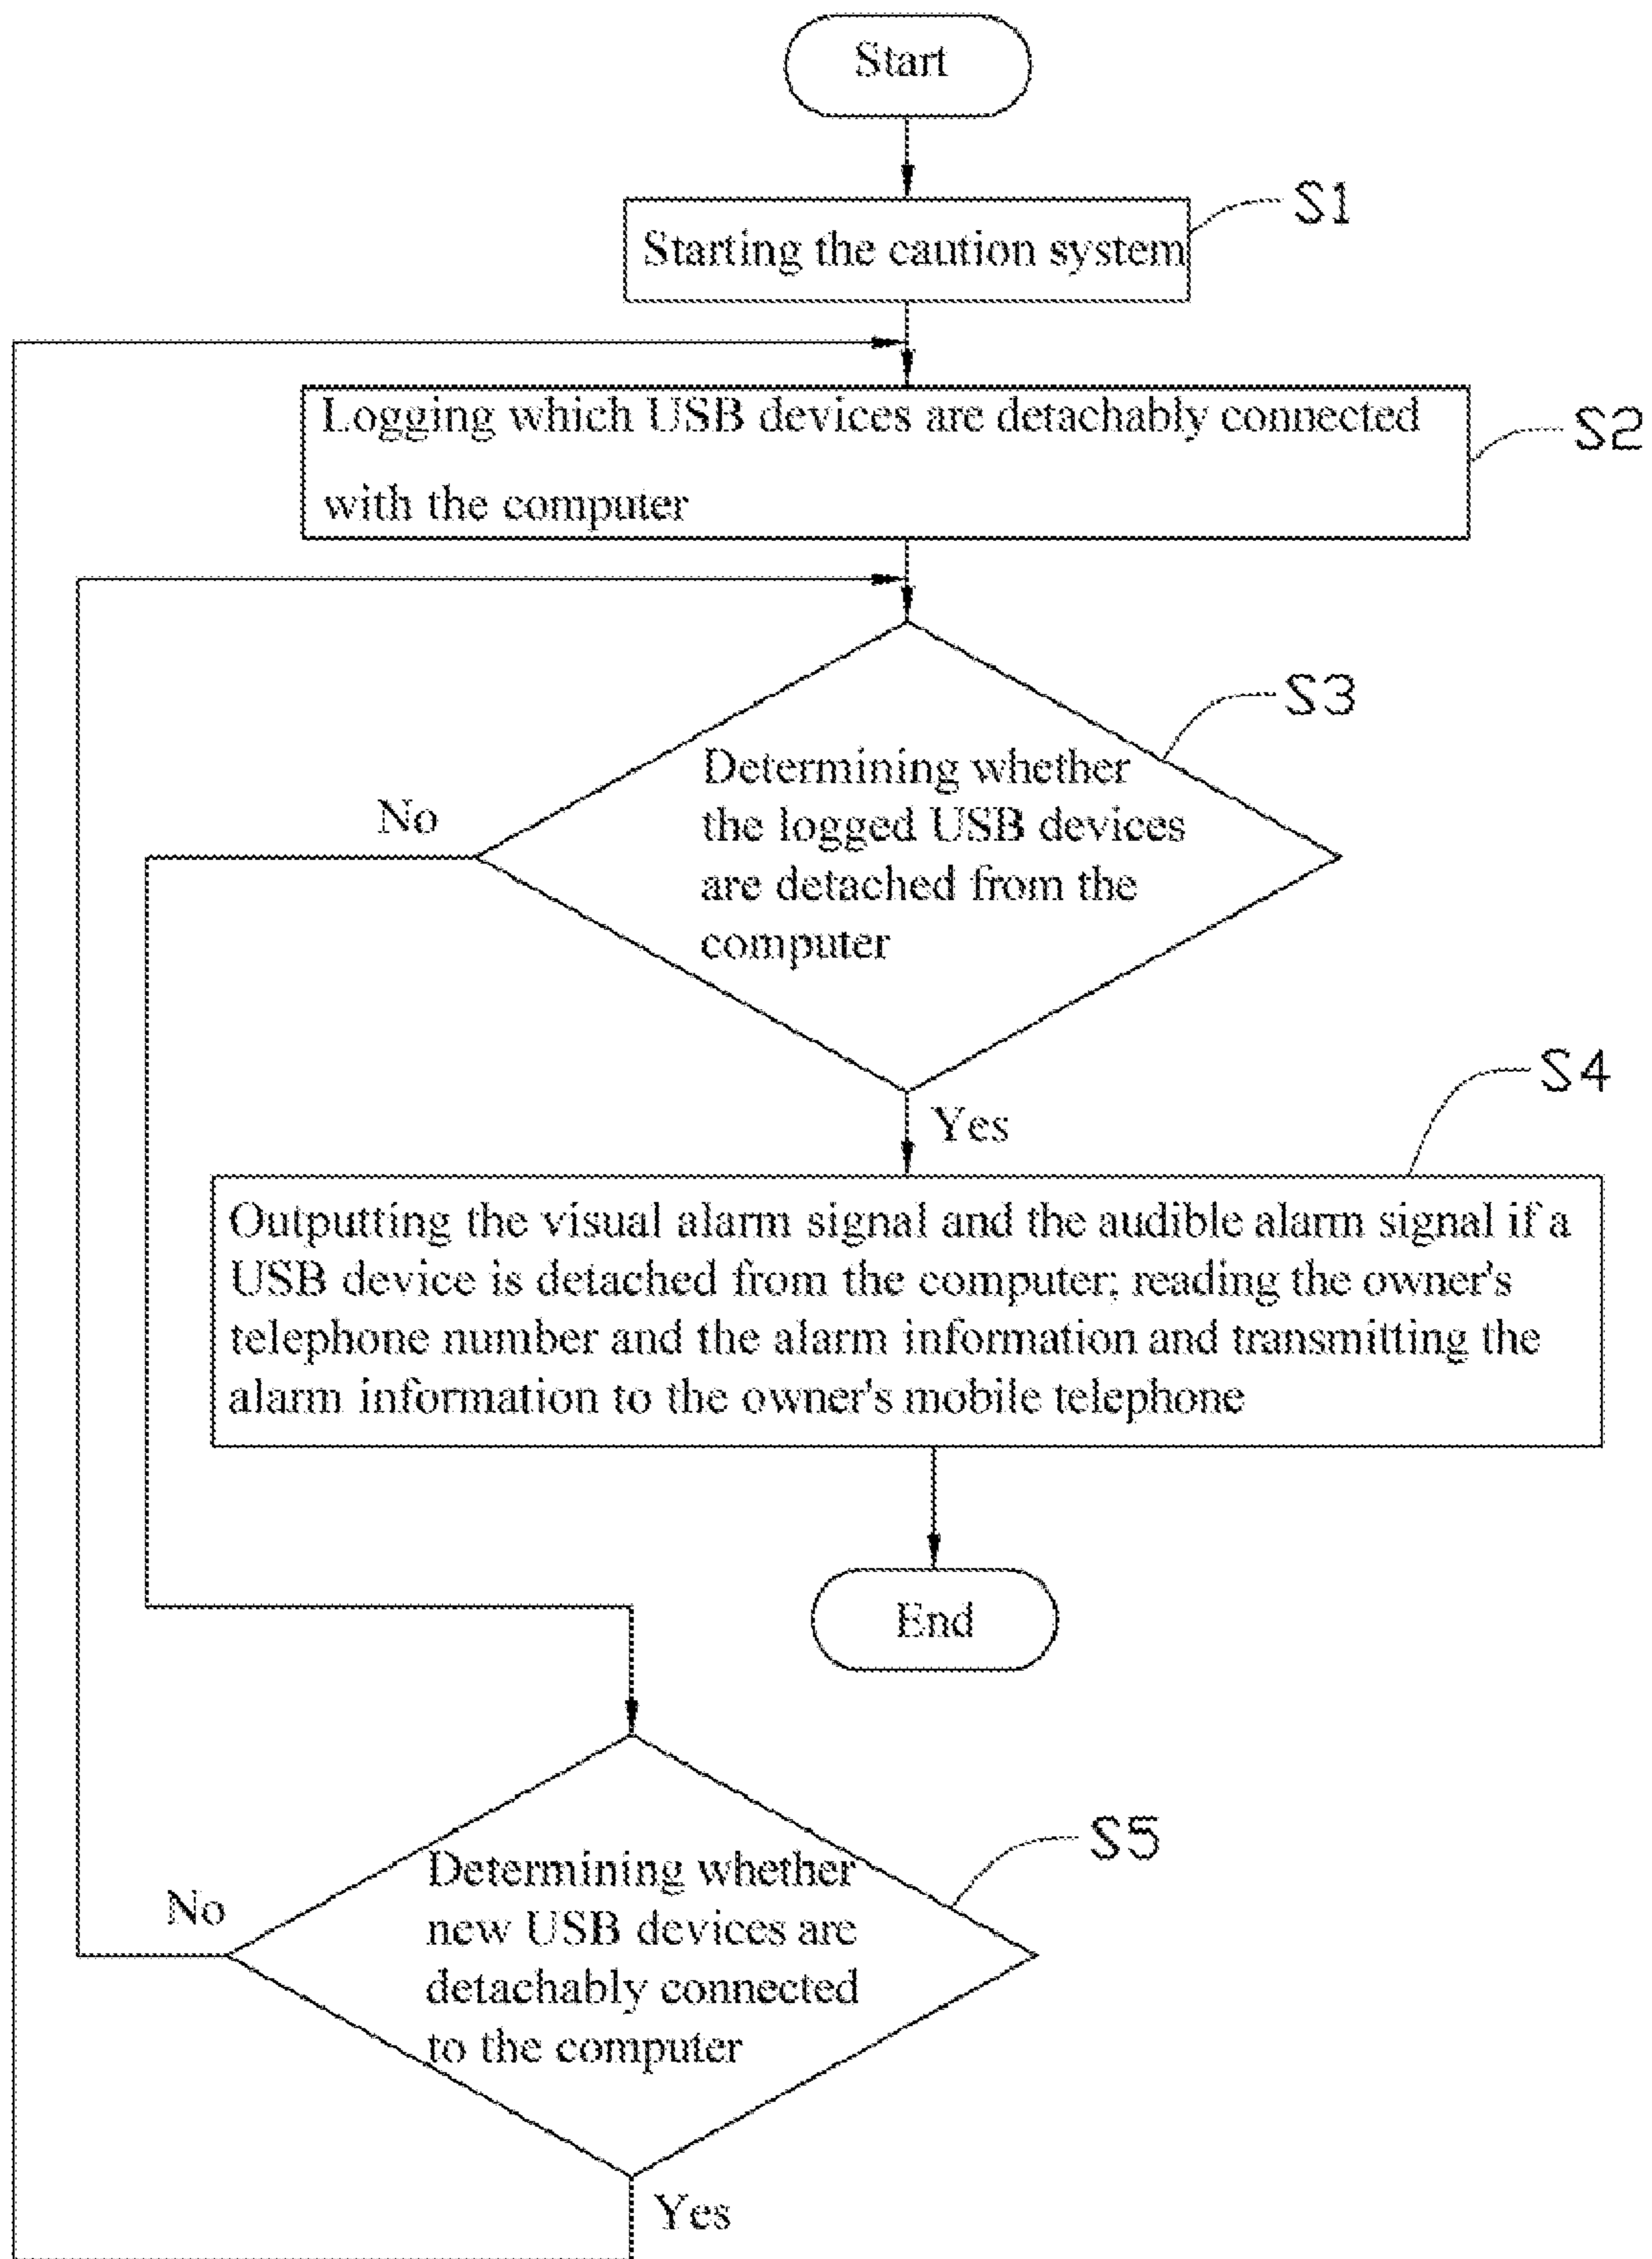 Start
S1
Starting the caution system
Logging which USB devices are detachably connected
with the computer
S2
S3
Determining whether
the logged USB devices
are detached from the
computer
No
Yes
S4
Outputting the visual alarm signal and the audible alarm signal if a
USB device is detached from the computer; reading the owner's
telephone number and the alarm information and transmitting the
alarm information to the owner's mobile telephone
End
S5
Determining whether
new USB devices are
detachably connected
to the computer
No
Yes